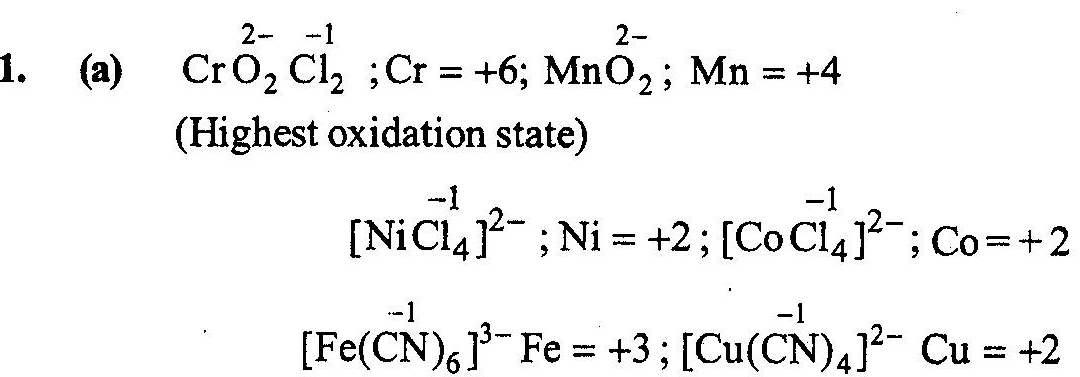 1. (a) CrO₂²⁻ Cl₂⁻¹ ; Cr = +6; MnO₂²⁻ ; Mn = +4
(Highest oxidation state)
[NiCl₄⁻¹]²⁻ ; Ni = +2 ; [CoCl₄⁻¹]²⁻ ; Co = + 2
[Fe(CN)₆⁻¹]³⁻ Fe = +3 ; [Cu(CN)₄⁻¹]²⁻ Cu = +2